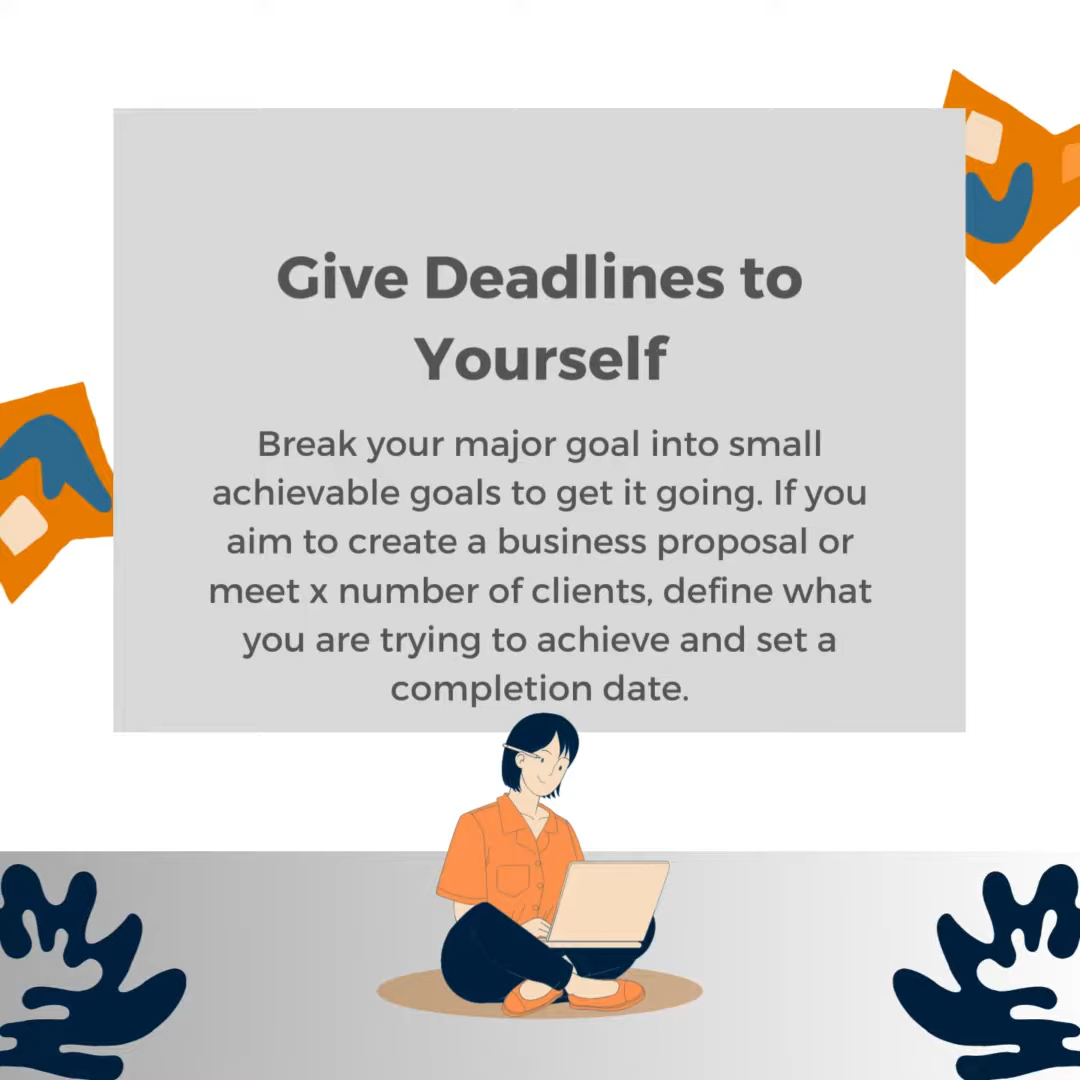 Give Deadlines to
Yourself
Break your major goal into small
achievable goals to get it going. If you
aim to create a business proposal or
meet x number of clients, define what
you are trying to achieve and set a
completion date.